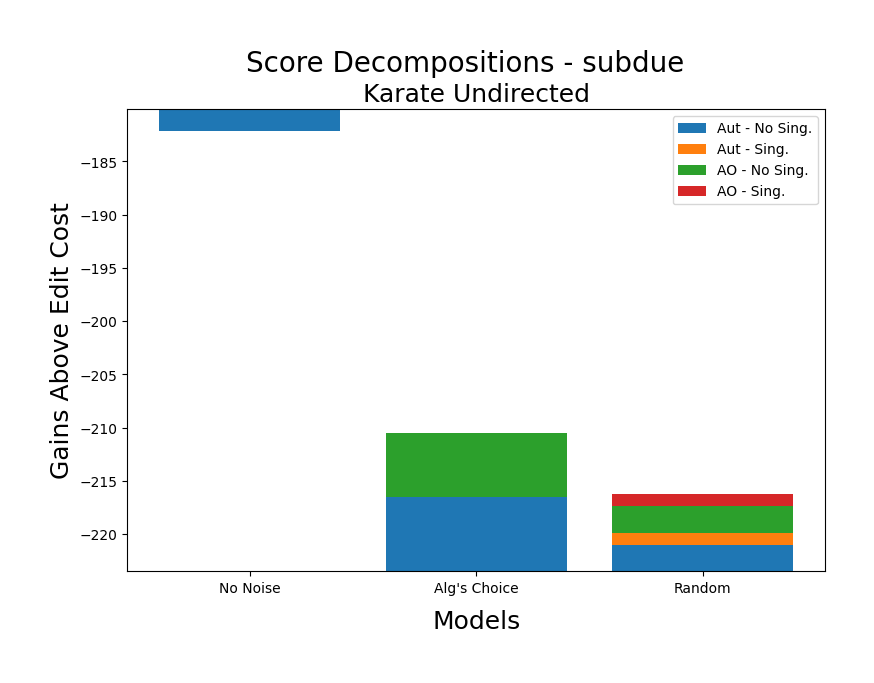 Score Decompositions - subdue
Karate Undirected
Aut - No Sing.
Aut - Sing.
AO - No Sing.
AO - Sing.
Gains Above Edit Cost
−185
−190
−195
−200
−205
−210
−215
−220
No Noise
Alg's Choice
Random
Models